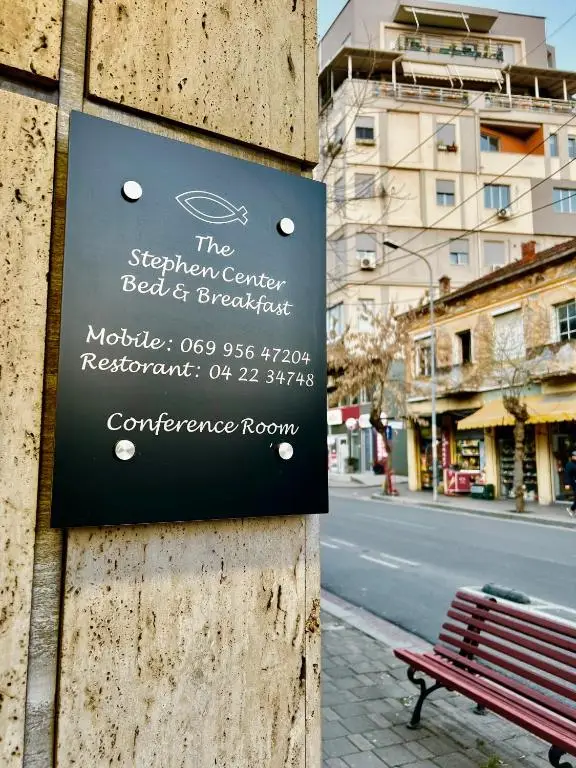 The
Stephen Center
Bed & Breakfast
Mobile: 069 956 47204
Restorant: 04 22 34748
Conference Room